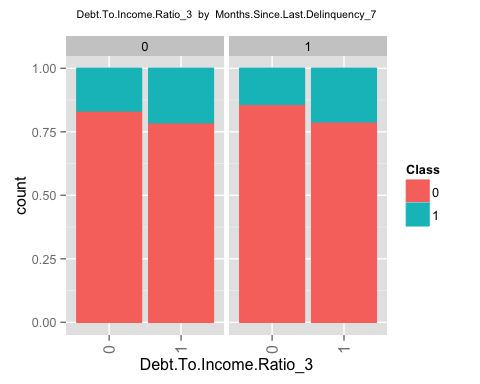 Debt.To.Income.Ratio_3 by Months.Since.Last.Delinquency_7
0 1
1.00
0.75
0.50
0.25
0.00
count
0 1 0 1
Debt.To.Income.Ratio_3
Class
0
1